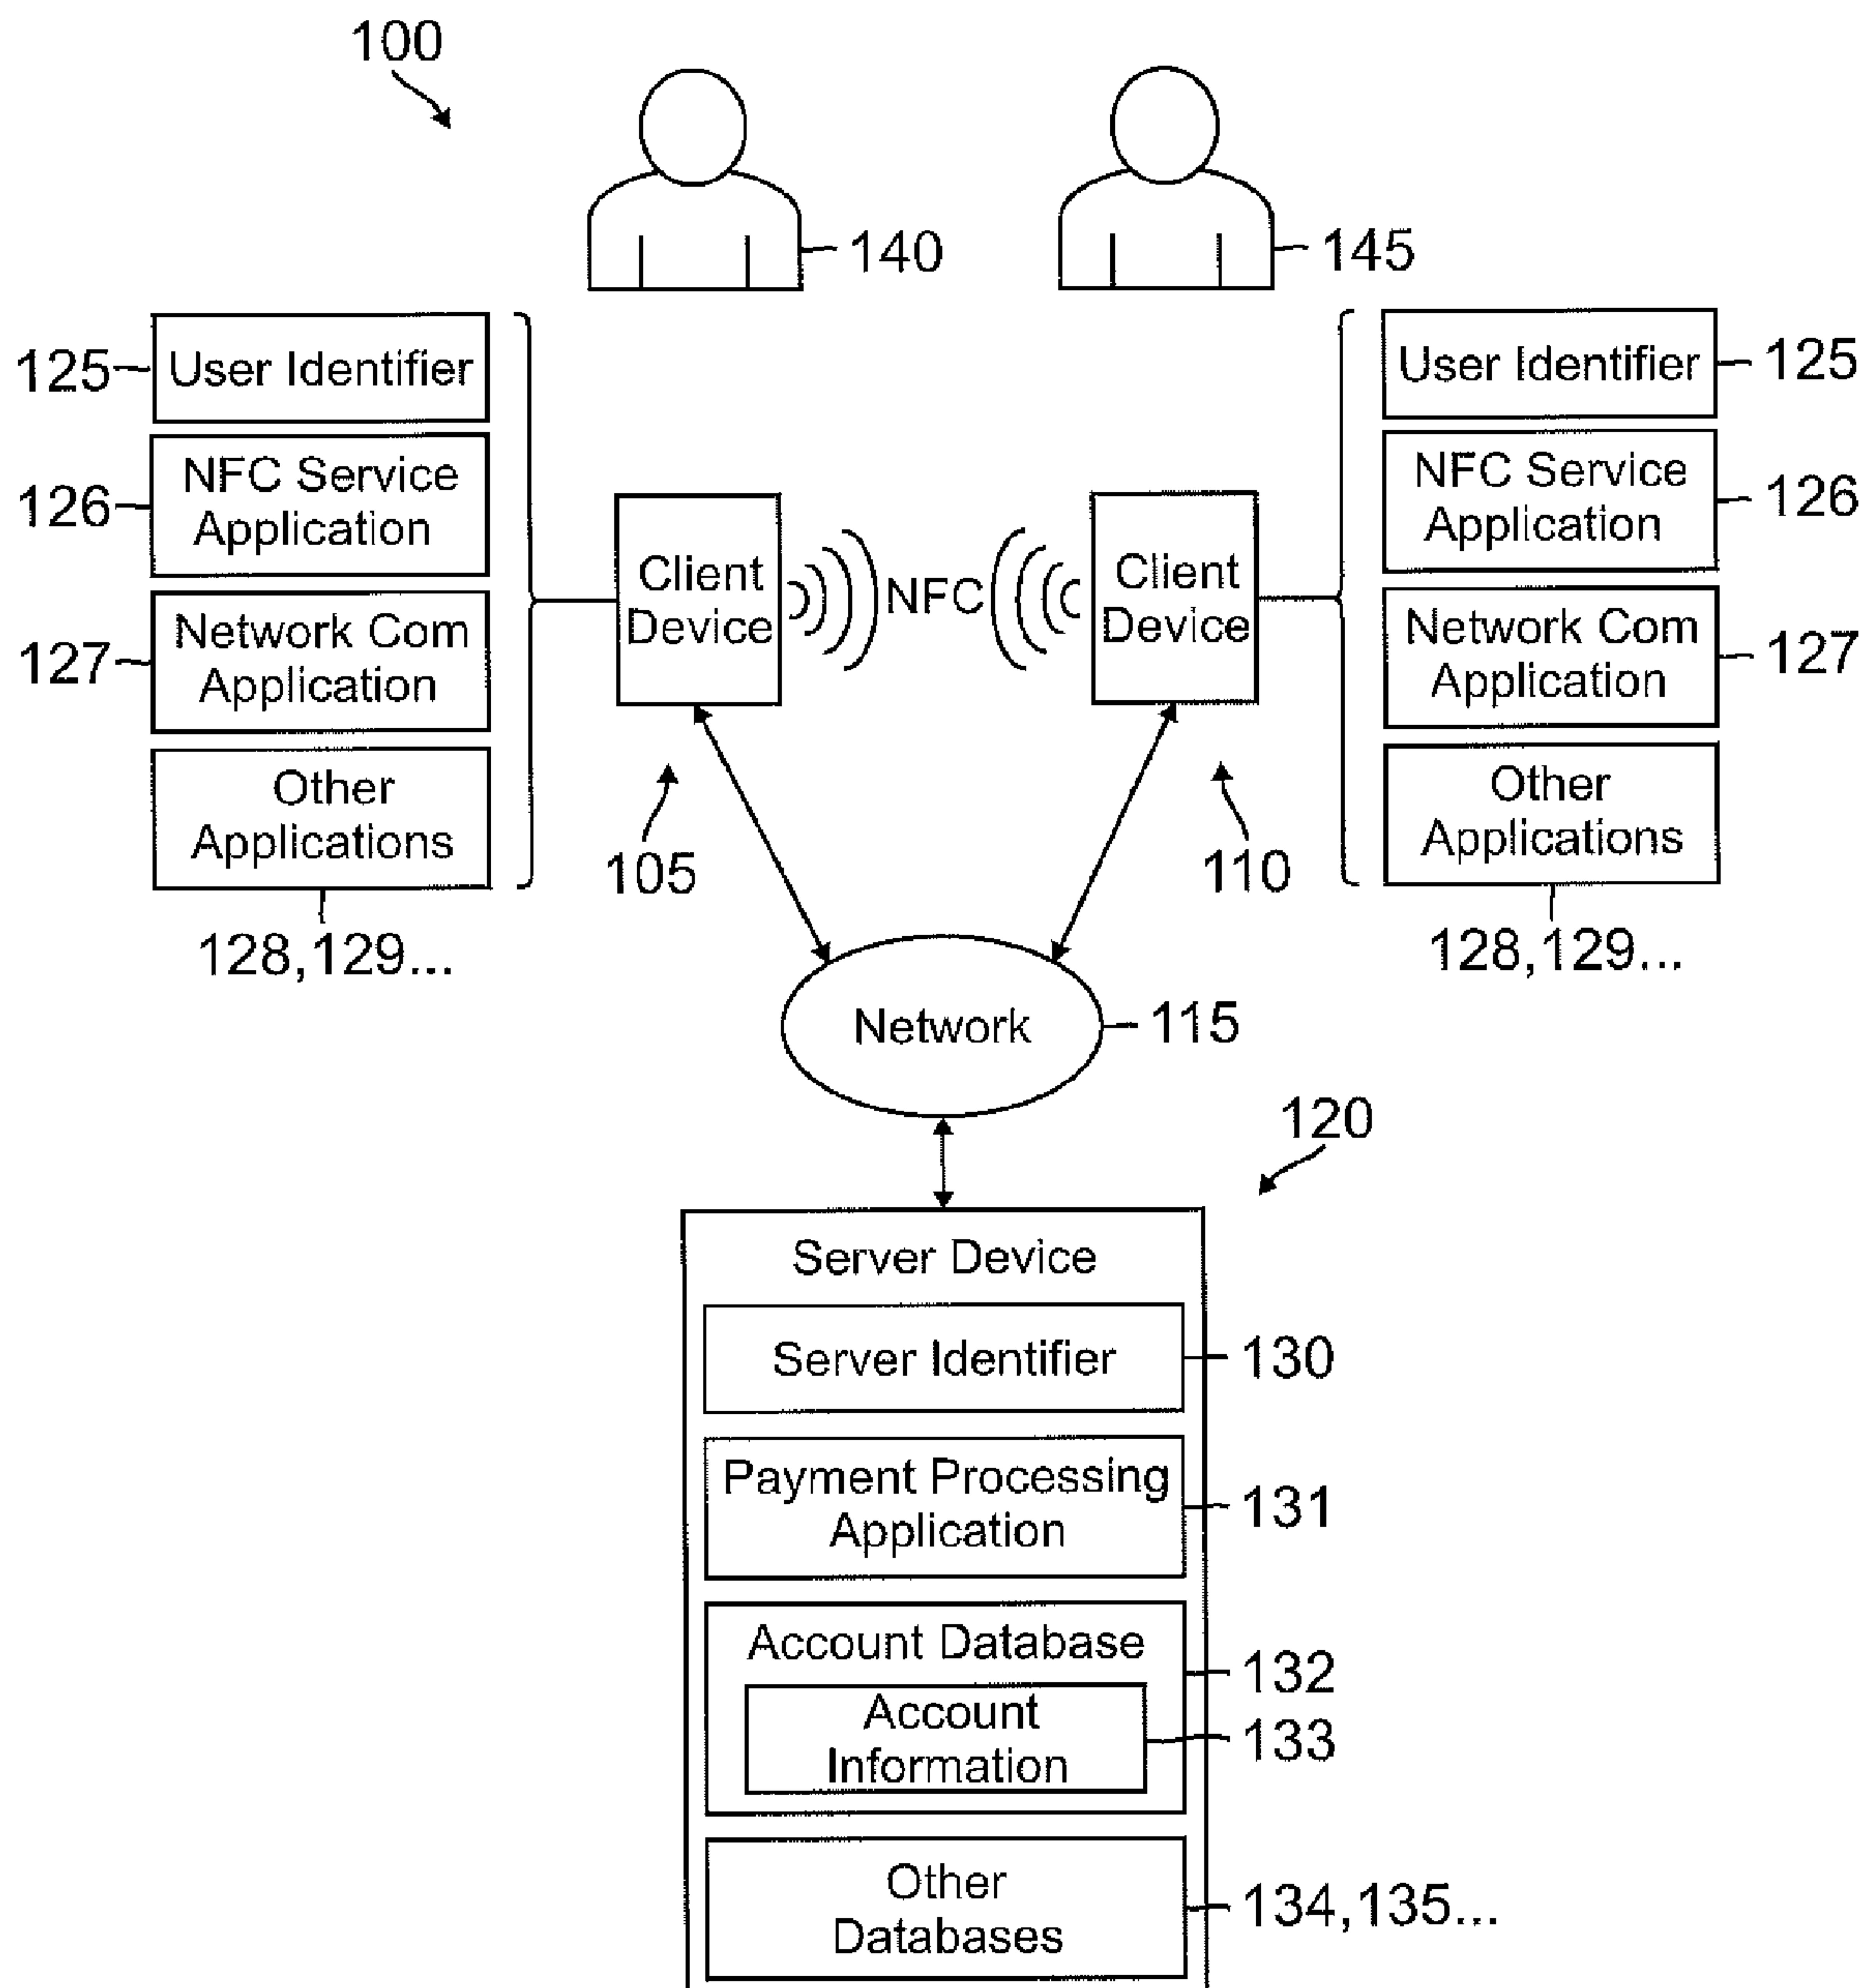 100
140
145
125
User Identifier
User Identifier
125
126
NFC Service
Application
NFC Service
Application
126
Client
Device
NFC
Client
Device
127
Network Com
Application
Network Com
Application
127
Other
Applications
Other
Applications
105
110
128,129...
128,129...
Network
115
120
Server Device
Server Identifier
130
Payment Processing
Application
131
Account Database
132
Account
Information
133
Other
Databases
134,135...